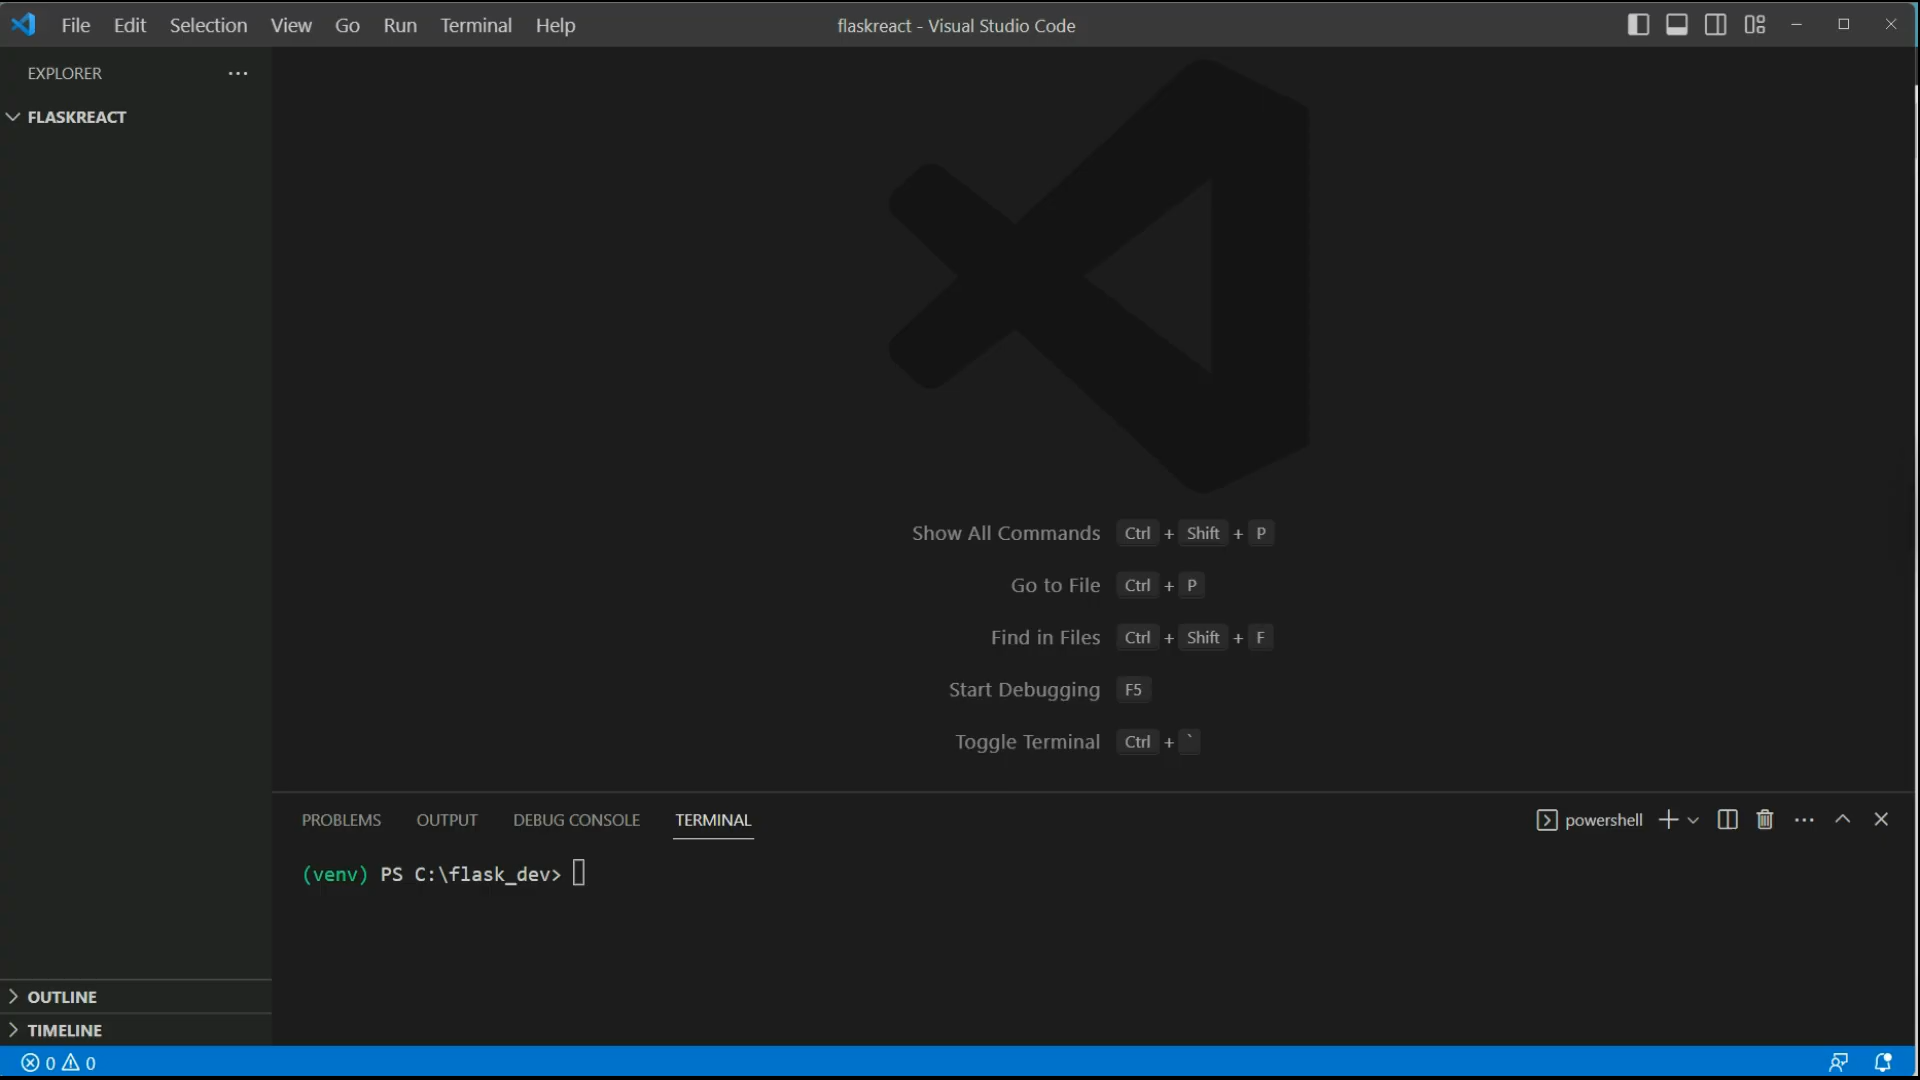 File Edit Selection View Go Run Terminal Help
flaskreact - Visual Studio Code
EXPLORER
FLASKREACT
Show All Commands Ctrl + Shift + P
Go to File Ctrl + P
Find in Files Ctrl + Shift + F
Start Debugging F5
Toggle Terminal Ctrl + `
PROBLEMS OUTPUT DEBUG CONSOLE TERMINAL
powershell
(venv) PS C:\flask_dev>
OUTLINE
TIMELINE
0 0